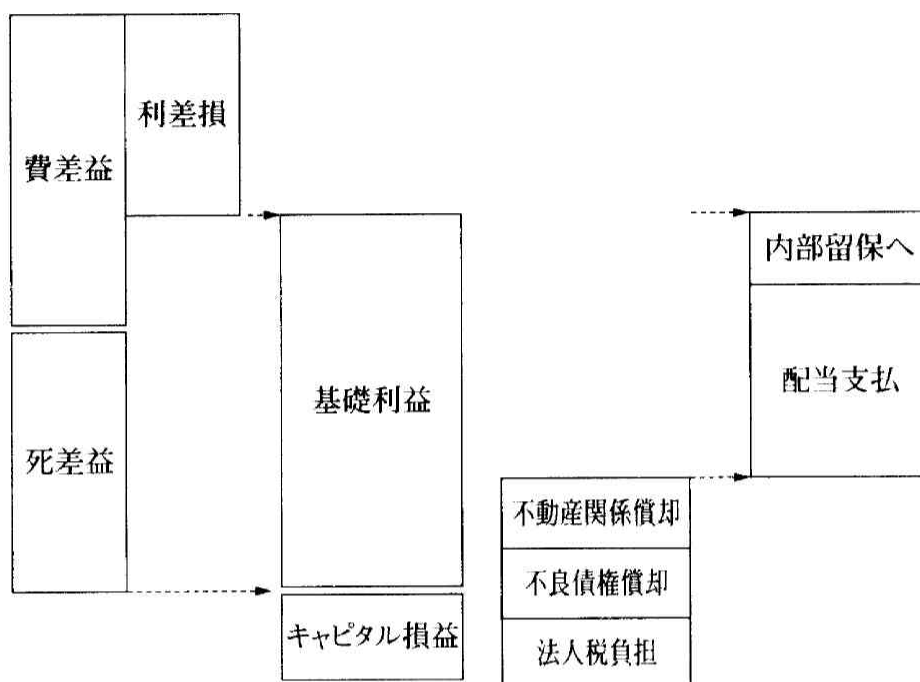 費差益
利差損
死差益
基礎利益
キャピタル損益
不動産関係償却
不良債権償却
法人税負担
内部留保へ
配当支払